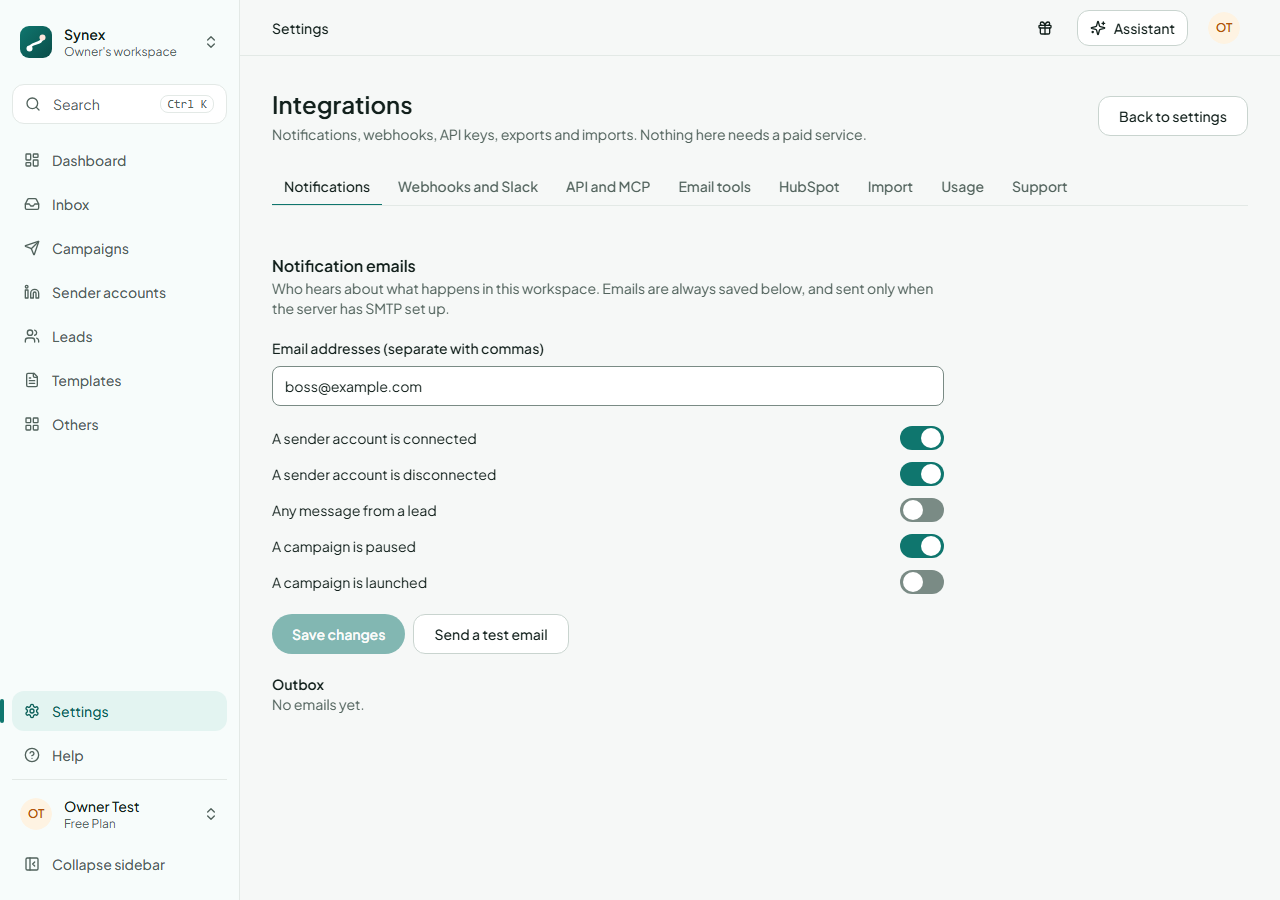 Synex
Owner's workspace
Search
Ctrl K
Dashboard
Inbox
Campaigns
Sender accounts
Leads
Templates
Others
Settings
Help
OT
Owner Test
Free Plan
Collapse sidebar
Settings
Assistant
OT
Integrations
Notifications, webhooks, API keys, exports and imports. Nothing here needs a paid service.
Back to settings
Notifications
Webhooks and Slack
API and MCP
Email tools
HubSpot
Import
Usage
Support
Notification emails
Who hears about what happens in this workspace. Emails are always saved below, and sent only when
the server has SMTP set up.
Email addresses (separate with commas)
boss@example.com
A sender account is connected
A sender account is disconnected
Any message from a lead
A campaign is paused
A campaign is launched
Save changes
Send a test email
Outbox
No emails yet.